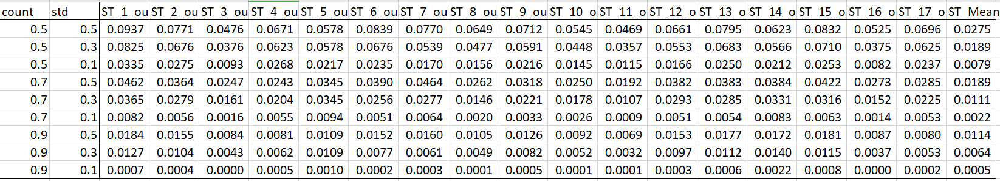 count std ST_1_ou ST_2_ou ST_3_ou ST_4_ou ST_5_ou ST_6_ou ST_7_ou ST_8_ou ST_9_ou ST_10_o ST_11_o ST_12_o ST_13_o ST_14_o ST_15_o ST_16_o ST_17_o ST_Mean
0.5 0.5 0.0937 0.0771 0.0476 0.0671 0.0578 0.0839 0.0770 0.0649 0.0712 0.0545 0.0469 0.0661 0.0795 0.0623 0.0832 0.0525 0.0696 0.0275
0.5 0.3 0.0825 0.0676 0.0376 0.0623 0.0578 0.0676 0.0539 0.0477 0.0591 0.0448 0.0357 0.0553 0.0683 0.0566 0.0710 0.0375 0.0625 0.0189
0.5 0.1 0.0335 0.0275 0.0093 0.0268 0.0217 0.0235 0.0170 0.0156 0.0216 0.0145 0.0115 0.0166 0.0250 0.0212 0.0253 0.0082 0.0237 0.0079
0.7 0.5 0.0462 0.0364 0.0247 0.0243 0.0345 0.0390 0.0464 0.0262 0.0318 0.0250 0.0192 0.0382 0.0383 0.0384 0.0422 0.0273 0.0285 0.0189
0.7 0.3 0.0365 0.0279 0.0161 0.0204 0.0345 0.0256 0.0277 0.0146 0.0221 0.0178 0.0107 0.0293 0.0285 0.0331 0.0316 0.0152 0.0225 0.0111
0.7 0.1 0.0082 0.0056 0.0016 0.0055 0.0094 0.0051 0.0064 0.0020 0.0033 0.0026 0.0009 0.0051 0.0054 0.0083 0.0063 0.0014 0.0053 0.0022
0.9 0.5 0.0184 0.0155 0.0084 0.0081 0.0109 0.0152 0.0160 0.0105 0.0126 0.0092 0.0069 0.0153 0.0177 0.0172 0.0181 0.0087 0.0080 0.0114
0.9 0.3 0.0127 0.0104 0.0043 0.0062 0.0109 0.0077 0.0061 0.0049 0.0082 0.0052 0.0032 0.0097 0.0112 0.0140 0.0115 0.0037 0.0053 0.0064
0.9 0.1 0.0007 0.0004 0.0000 0.0005 0.0010 0.0002 0.0003 0.0001 0.0005 0.0001 0.0001 0.0003 0.0006 0.0022 0.0008 0.0000 0.0002 0.0005